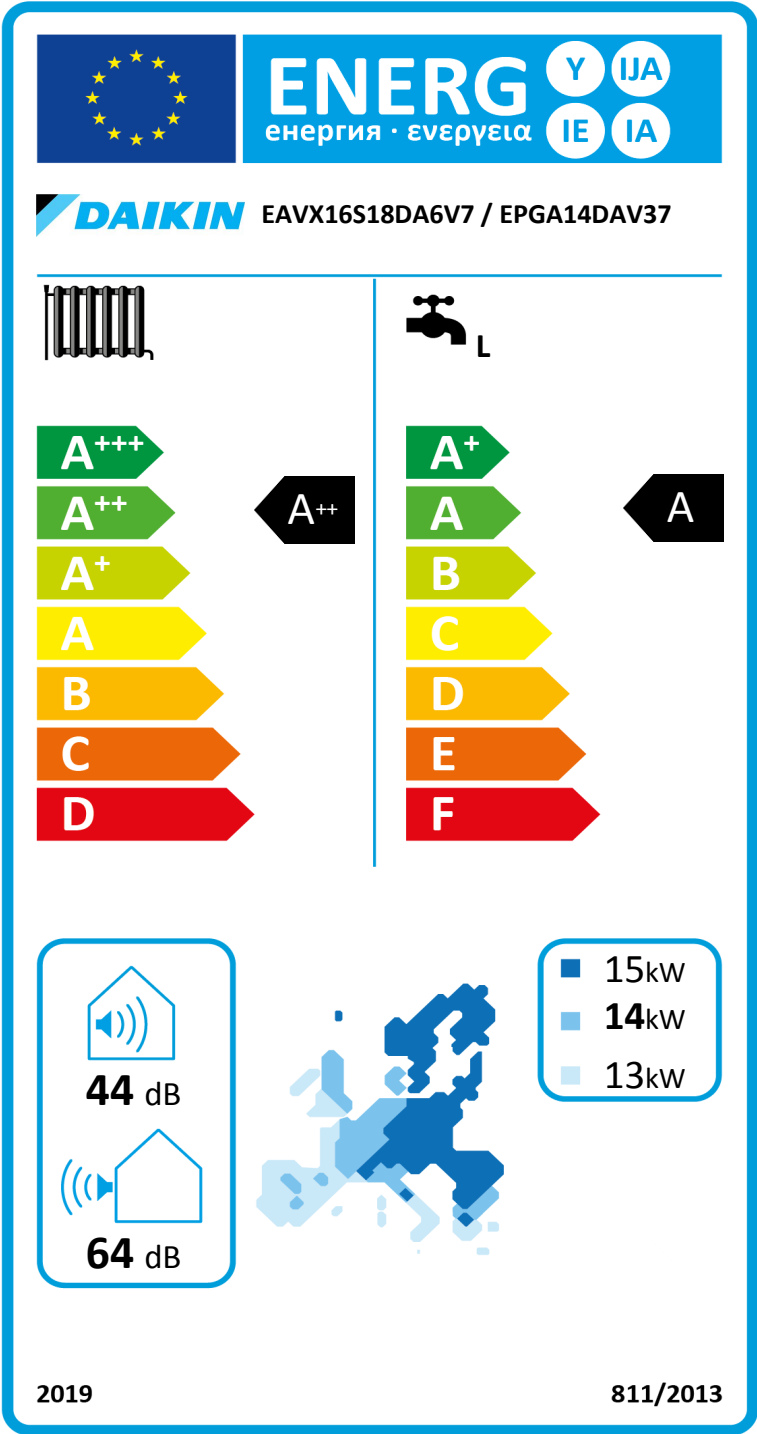 ENERG
енергия · ενεργεια
Y
IJA
IE
IA
DAIKIN
EAVX16S18DA6V7 / EPGA14DAV37
L
A+++
A++
A+
A
B
C
D
A++
A+
A
B
C
D
E
F
A
44 dB
64 dB
15kW
14kW
13kW
2019
811/2013